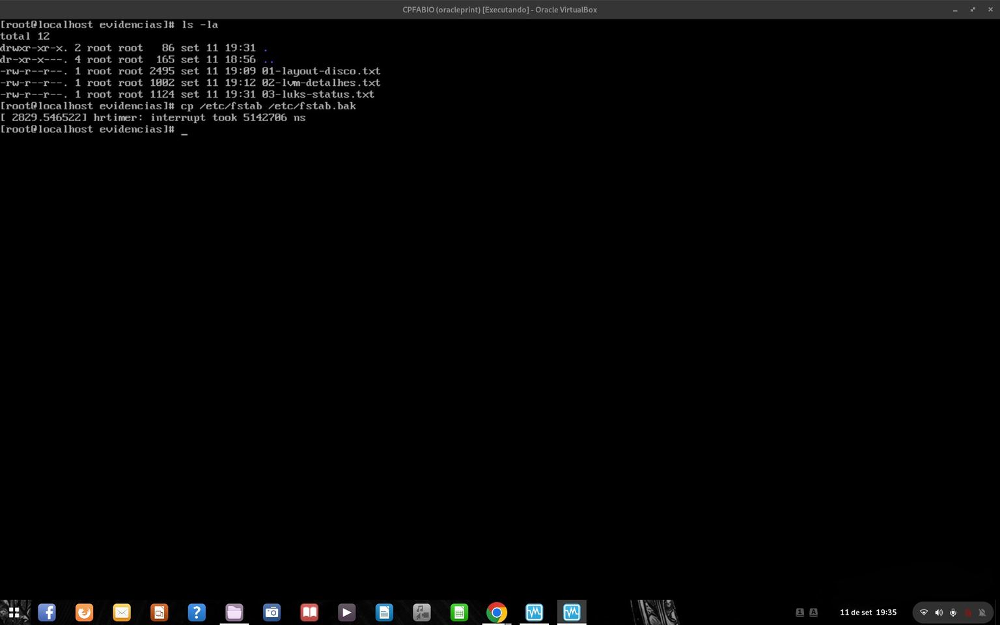 CPFABIO (oracleprint) [Executando] - Oracle VirtualBox
[root@localhost evidencias]# ls -la
total 12
drwxr-xr-x. 2 root root   86 set 11 19:31 .
dr-xr-x---. 4 root root  165 set 11 18:56 ..
-rw-r--r--. 1 root root 2495 set 11 19:09 01-layout-disco.txt
-rw-r--r--. 1 root root 1002 set 11 19:12 02-lvm-detalhes.txt
-rw-r--r--. 1 root root 1124 set 11 19:31 03-luks-status.txt
[root@localhost evidencias]# cp /etc/fstab /etc/fstab.bak
[ 2829.546522] hrtimer: interrupt took 5142706 ns
[root@localhost evidencias]# _
1 A 11 de set 19:35